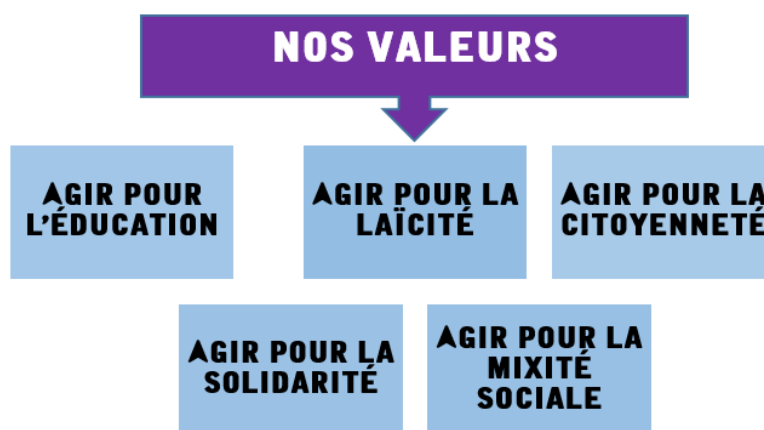 NOS VALEURS
AGIR POUR
L'ÉDUCATION
AGIR POUR LA
LAÏCITÉ
AGIR POUR LA
CITOYENNETÉ
AGIR POUR LA
SOLIDARITÉ
AGIR POUR LA
MIXITÉ
SOCIALE